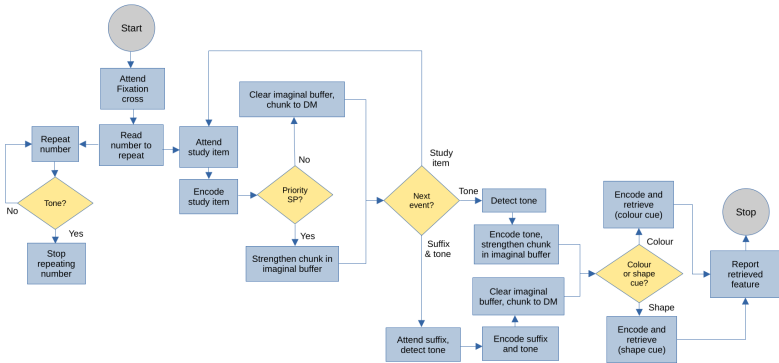 Start
Attend
Fixation
cross
Read
number to
repeat
Repeat
number
Tone?
No
Yes
Stop
repeating
number
Attend
study item
Encode
study item
Priority
SP?
No
Clear imaginal buffer,
chunk to DM
Yes
Strengthen chunk in
imaginal buffer
Next
event?
Study
item
Tone
Suffix
& tone
Detect tone
Encode tone,
strengthen chunk
in imaginal buffer
Attend suffix,
detect tone
Encode suffix
and tone
Clear imaginal
buffer, chunk to DM
Colour
or shape
cue?
Colour
Encode and
retrieve
(colour cue)
Shape
Encode and
retrieve
(shape cue)
Report
retrieved
feature
Stop